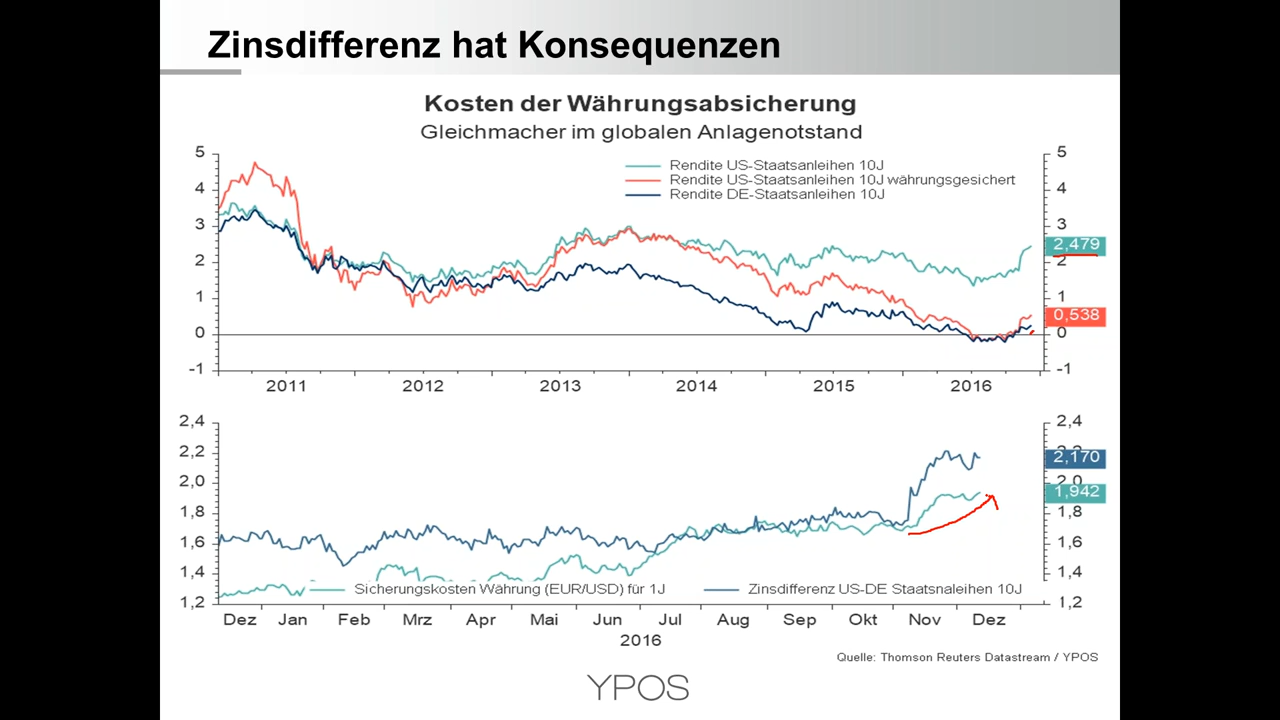 Zinsdifferenz hat Konsequenzen
Kosten der Währungsabsicherung
Gleichmacher im globalen Anlagenotstand
Rendite US-Staatsanleihen 10J
Rendite US-Staatsanleihen 10J währungsgesichert
Rendite DE-Staatsanleihen 10J
5 5
4 4
3 3
2,479
2 2
1 1
0,538
0 0
-1 -1
2011 2012 2013 2014 2015 2016
2,4 2,4
2,2 2,2
2,170
2,0 2,0
1,942
1,8 1,8
1,6 1,6
1,4 1,4
Sicherungskosten Währung (EUR/USD) für 1J
Zinsdifferenz US-DE Staatsnaleihen 10J
1,2 1,2
Dez Jan Feb Mrz Apr Mai Jun Jul Aug Sep Okt Nov Dez
2016
Quelle: Thomson Reuters Datastream / YPOS
YPOS